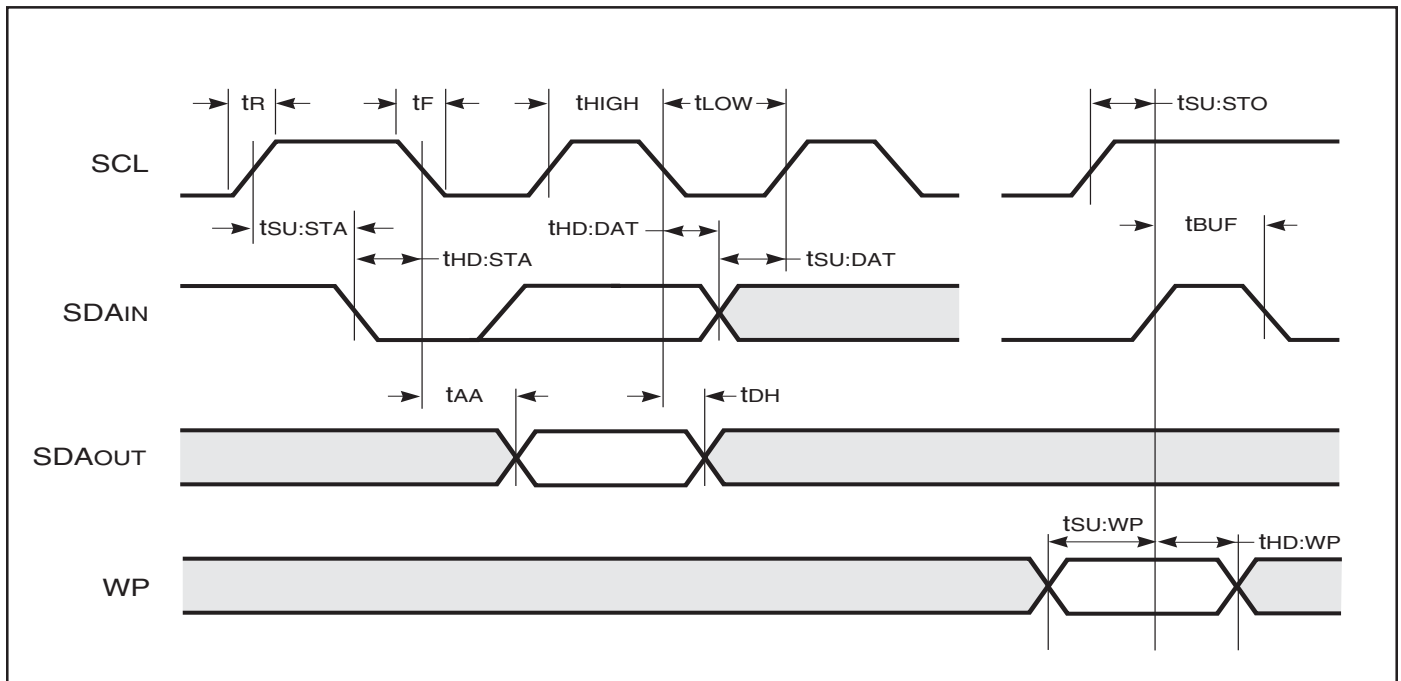 tR
tF
tHIGH
tLOW
tSU:STO
SCL
tSU:STA
tHD:DAT
tBUF
tHD:STA
tSU:DAT
SDAIN
tAA
tDH
SDAOUT
tSU:WP
tHD:WP
WP